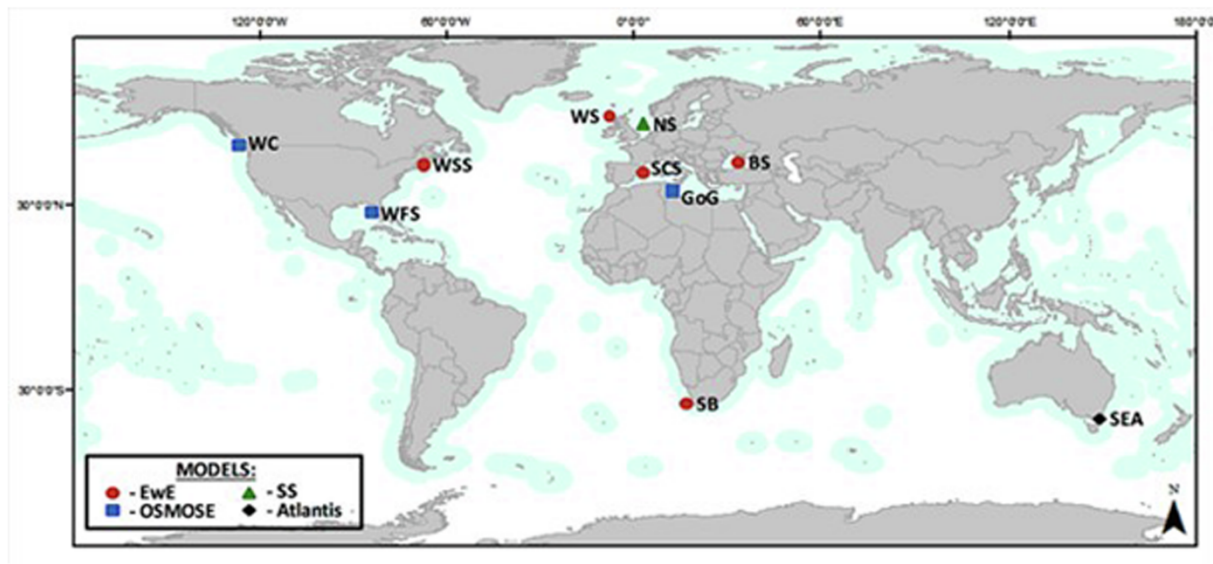 120°0'0"W 60°0'0"W 0°0'0" 60°0'0"E 120°0'0"E 180°0'0"
WS NS
WC
WSS SCS BS
30°0'0"N WFS GoG
30°0'0"S
SB SEA
MODELS:
- EwE - SS
- OSMOSE - Atlantis
N